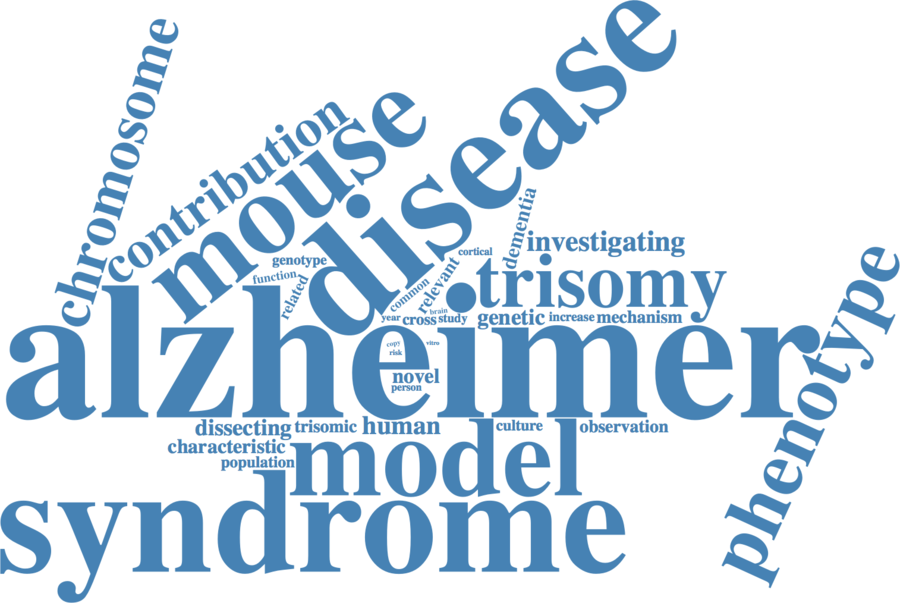 chromosome
contribution
mouse
disease
dementia
investigating
cortical
genotype
function
related
common
relevant
trisomy
brain
year
cross
study
genetic
increase
mechanism
alzheimer
copy
vitro
risk
novel
person
phenotype
dissecting
trisomic
human
culture
observation
characteristic
population
model
syndrome